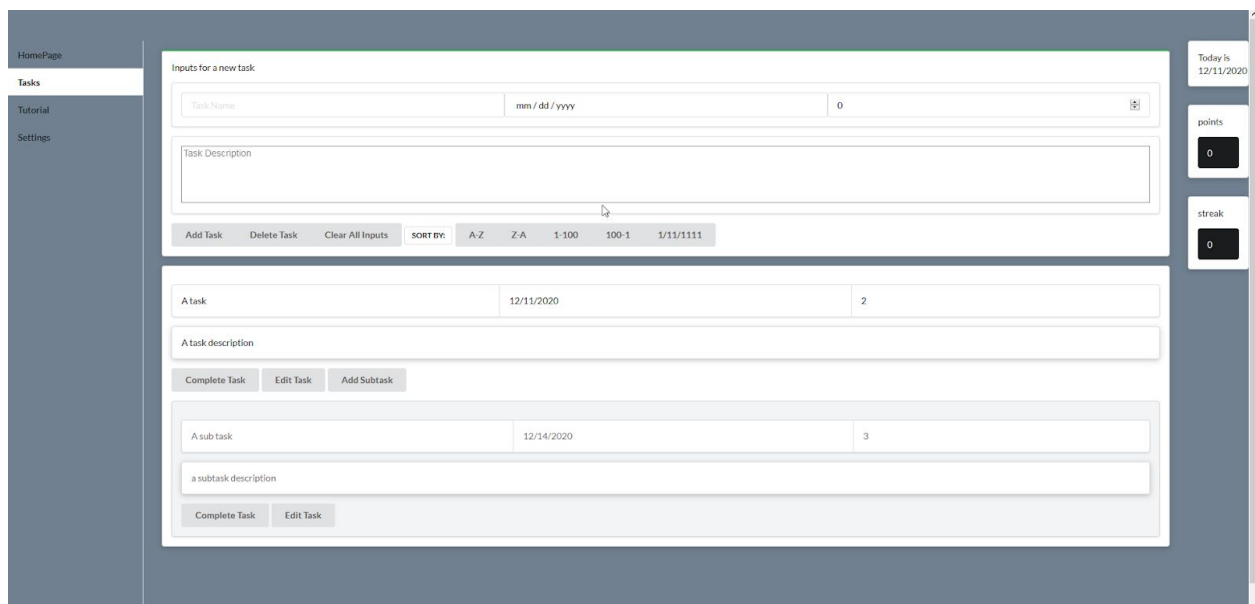 HomePage
Tasks
Tutorial
Settings
Inputs for a new task
Task Name
mm / dd / yyyy
0
Task Description
Add Task
Delete Task
Clear All Inputs
SORT BY:
A-Z
Z-A
1-100
100-1
1/11/1111
A task
12/11/2020
2
A task description
Complete Task
Edit Task
Add Subtask
A sub task
12/14/2020
3
a subtask description
Complete Task
Edit Task
Today is
12/11/2020
points
0
streak
0